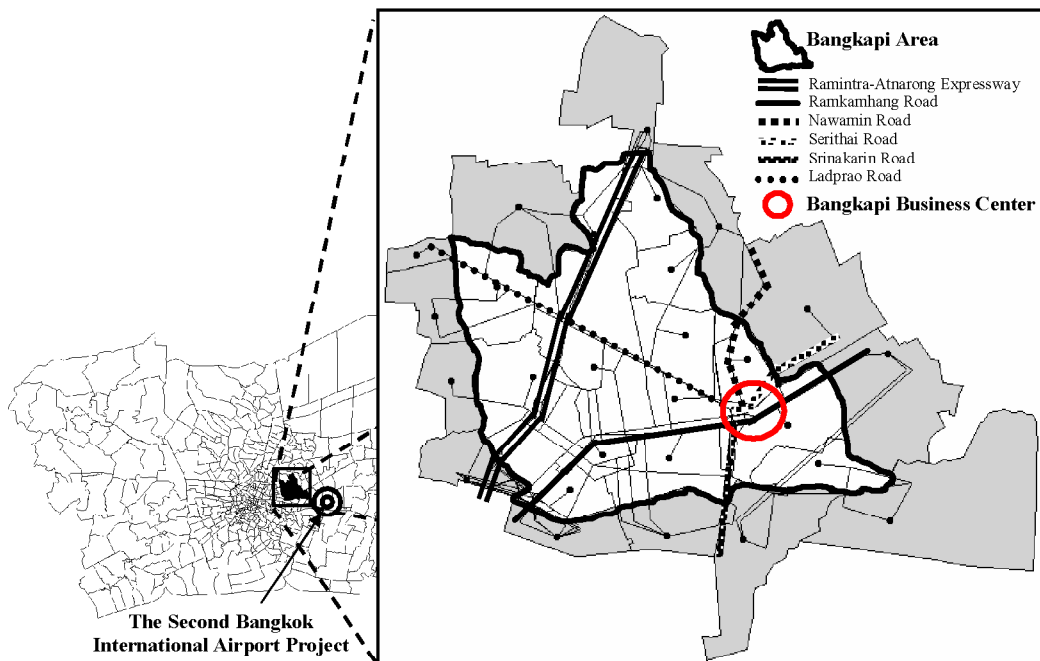 Bangkapi Area
Ramintra-Atnarong Expressway
Ramkamhang Road
Nawamin Road
Serithai Road
Srinakarin Road
Ladprao Road
Bangkapi Business Center
The Second Bangkok
International Airport Project